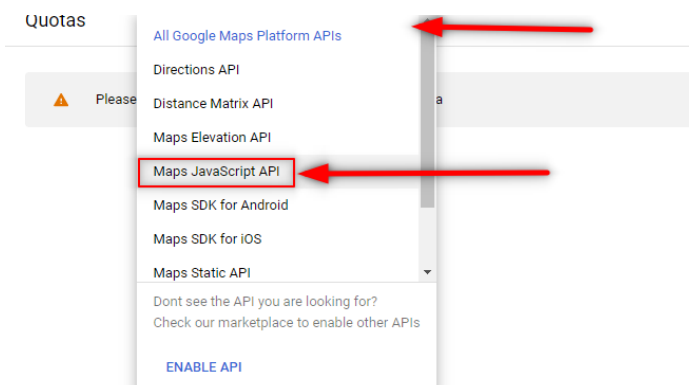 Quotas
All Google Maps Platform APIs
Directions API
Please
Distance Matrix API
a
Maps Elevation API
Maps JavaScript API
Maps SDK for Android
Maps SDK for iOS
Maps Static API
Dont see the API you are looking for?
Check our marketplace to enable other APIs
ENABLE API